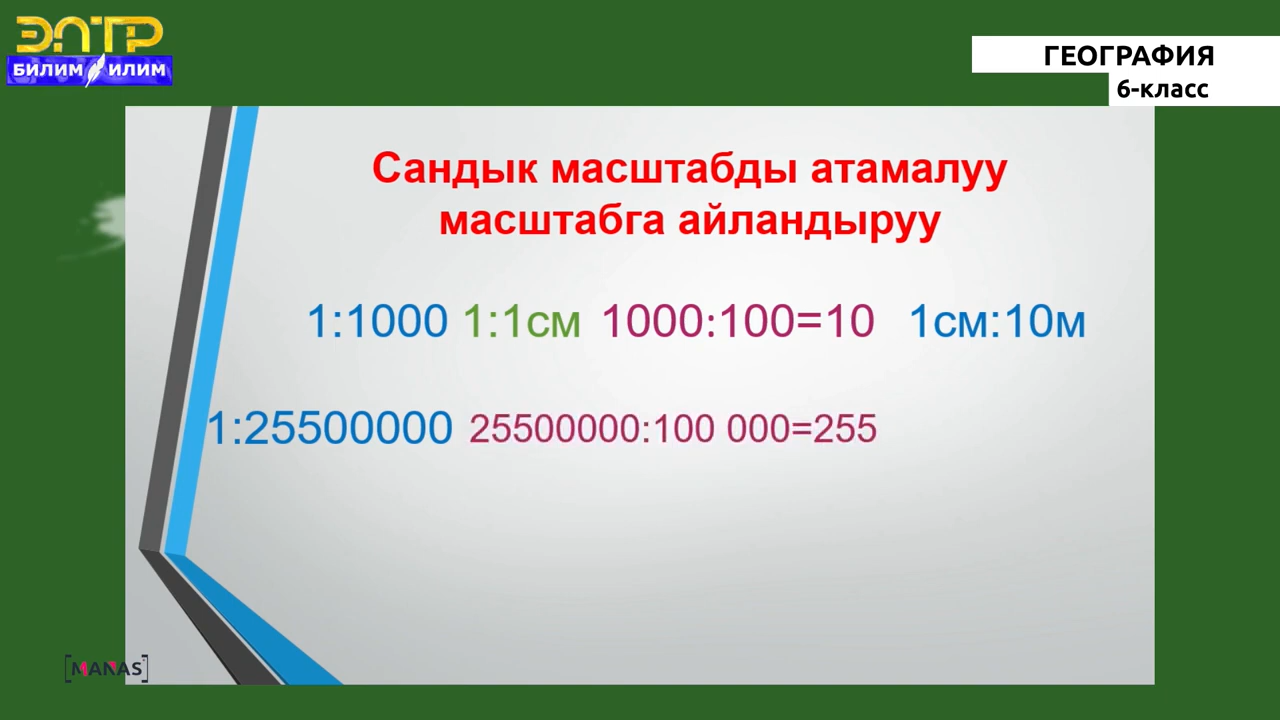 ЭЛТР
БИЛИМ ИЛИМ
ГЕОГРАФИЯ
6-класс
Сандык масштабды атамалуу
масштабга айландыруу
1:1000 1:1см 1000:100=10 1см:10м
1:25500000 25500000:100 000=255
[MANAS]